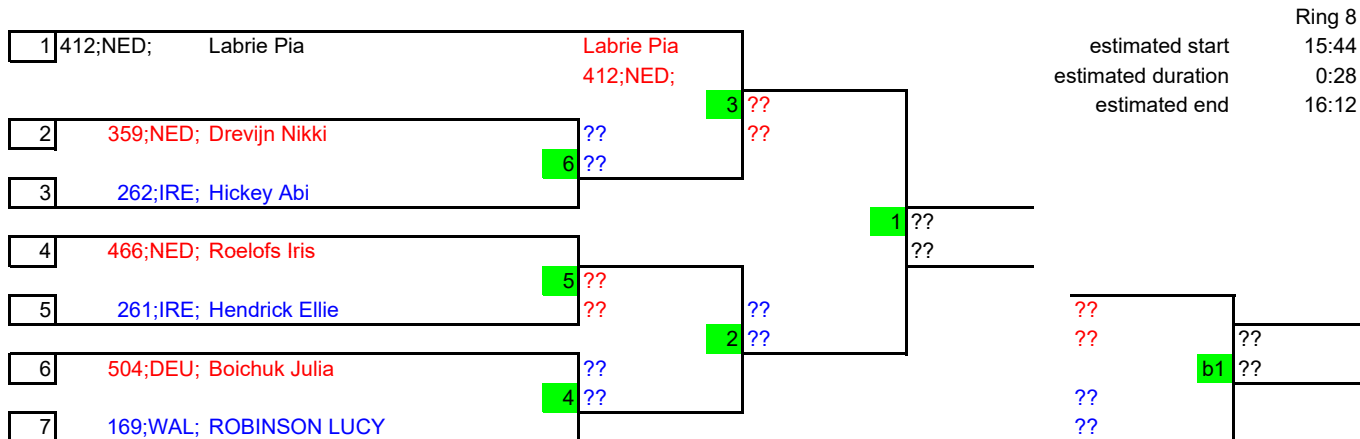 Ring 8
1 412;NED; Labrie Pia Labrie Pia estimated start 15:44
412;NED; estimated duration 0:28
3 ?? estimated end 16:12
2 359;NED; Drevijn Nikki ?? ??
6 ??
3 262;IRE; Hickey Abi
1 ??
4 466;NED; Roelofs Iris ??
5 ??
5 261;IRE; Hendrick Ellie ?? ?? ??
2 ?? ?? ??
6 504;DEU; Boichuk Julia ?? b1 ??
4 ?? ??
7 169;WAL; ROBINSON LUCY ??